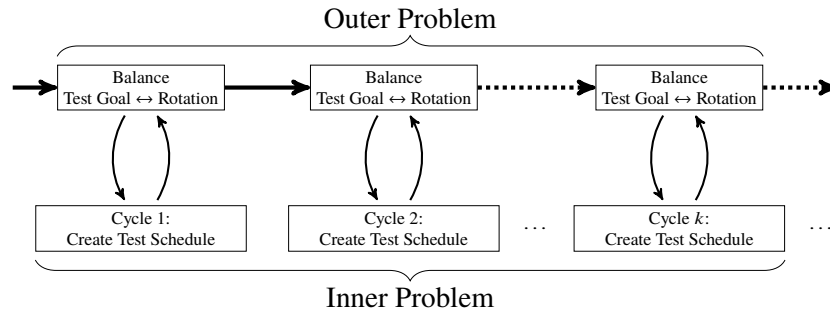 Outer Problem
Balance
Test Goal ↔ Rotation
Balance
Test Goal ↔ Rotation
Balance
Test Goal ↔ Rotation
Cycle 1:
Create Test Schedule
Cycle 2:
Create Test Schedule
...
Cycle k:
Create Test Schedule
...
Inner Problem